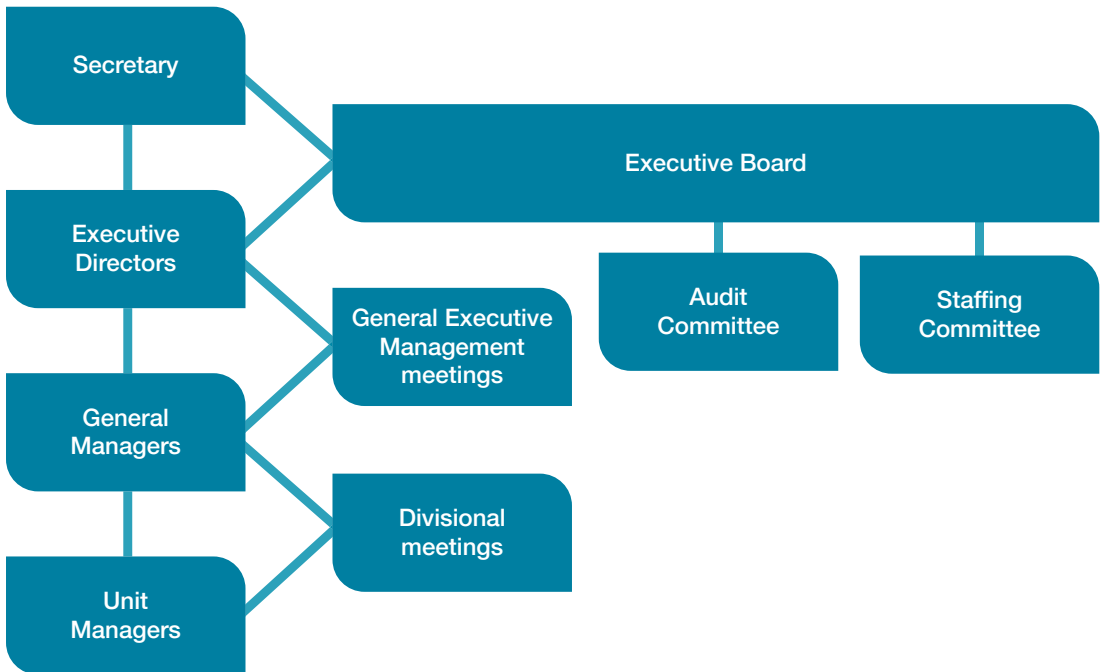 Secretary
Executive Board
Executive
Directors
Audit
Committee
Staffing
Committee
General Executive
Management
meetings
General
Managers
Divisional
meetings
Unit
Managers